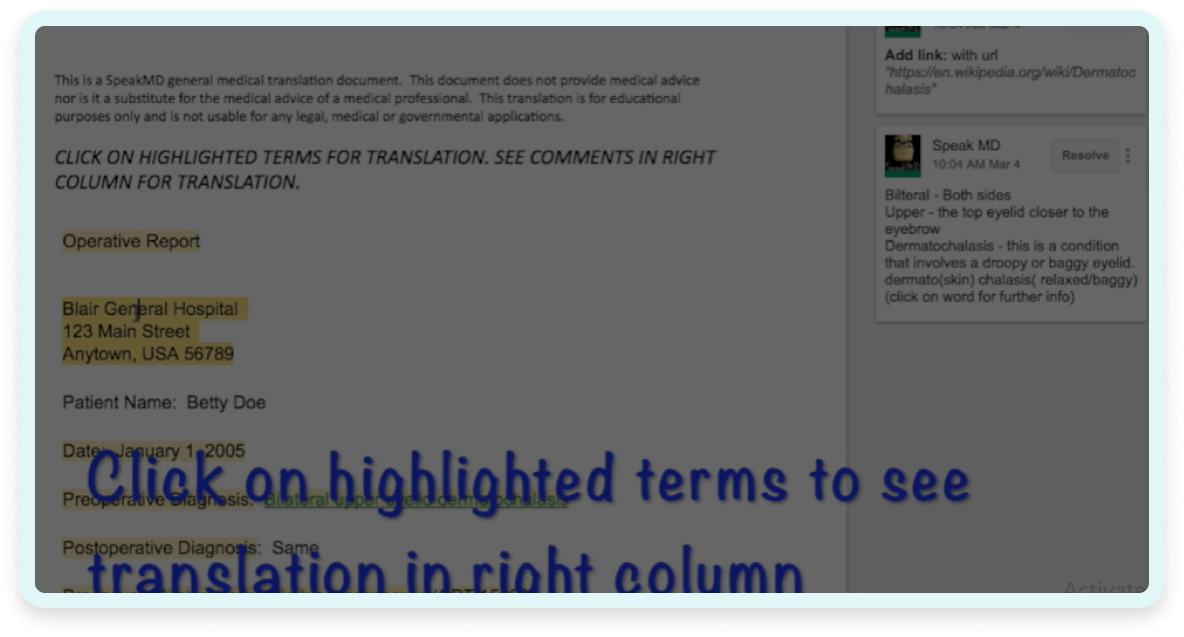 This is a SpeakMD general medical translation document. This document does not provide medical advice
nor is it a substitute for the medical advice of a medical professional. This translation is for educational
purposes only and is not usable for any legal, medical or governmental applications.
CLICK ON HIGHLIGHTED TERMS FOR TRANSLATION. SEE COMMENTS IN RIGHT
COLUMN FOR TRANSLATION.
Operative Report
Blair General Hospital
123 Main Street
Anytown, USA 56789
Patient Name: Betty Doe
Date: January 1, 2005
Preoperative Diagnosis: Bilateral upper eyelid dermatochalasis
Postoperative Diagnosis: Same
Click on highlighted terms to see
translation in right column
10:04 AM Mar 4
Add link: with url
"https://en.wikipedia.org/wiki/Dermatoc
halasis"
Speak MD
10:04 AM Mar 4
Resolve
Bilteral - Both sides
Upper - the top eyelid closer to the
eyebrow
Dermatochalasis - this is a condition
that involves a droopy or baggy eyelid.
dermato(skin) chalasis( relaxed/baggy)
(click on word for further info)
Activate